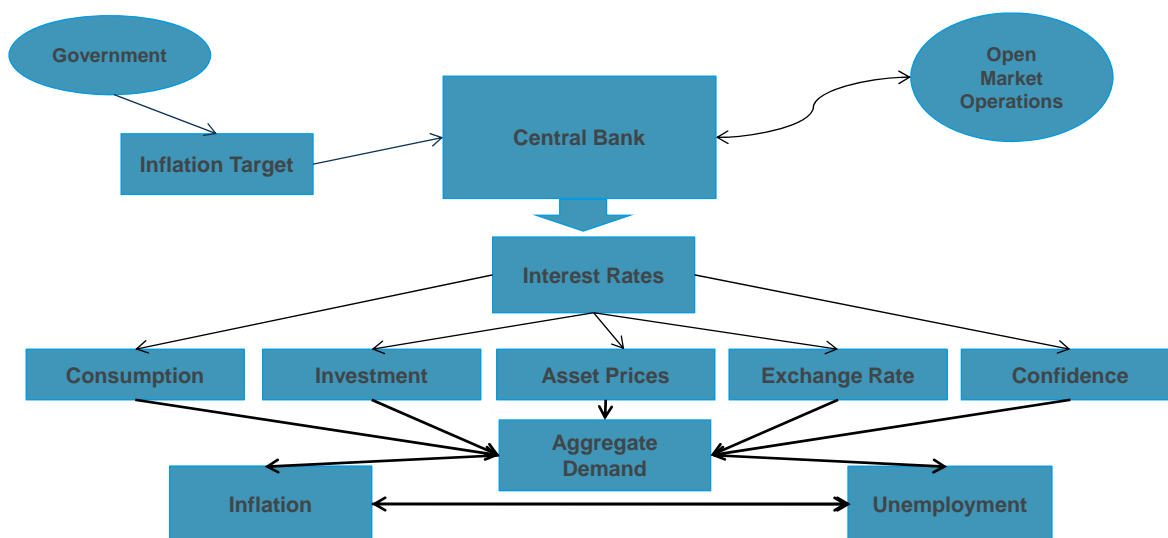 Government
Open
Market
Operations
Central Bank
Inflation Target
Interest Rates
Consumption
Investment
Asset Prices
Exchange Rate
Confidence
Aggregate
Demand
Inflation
Unemployment